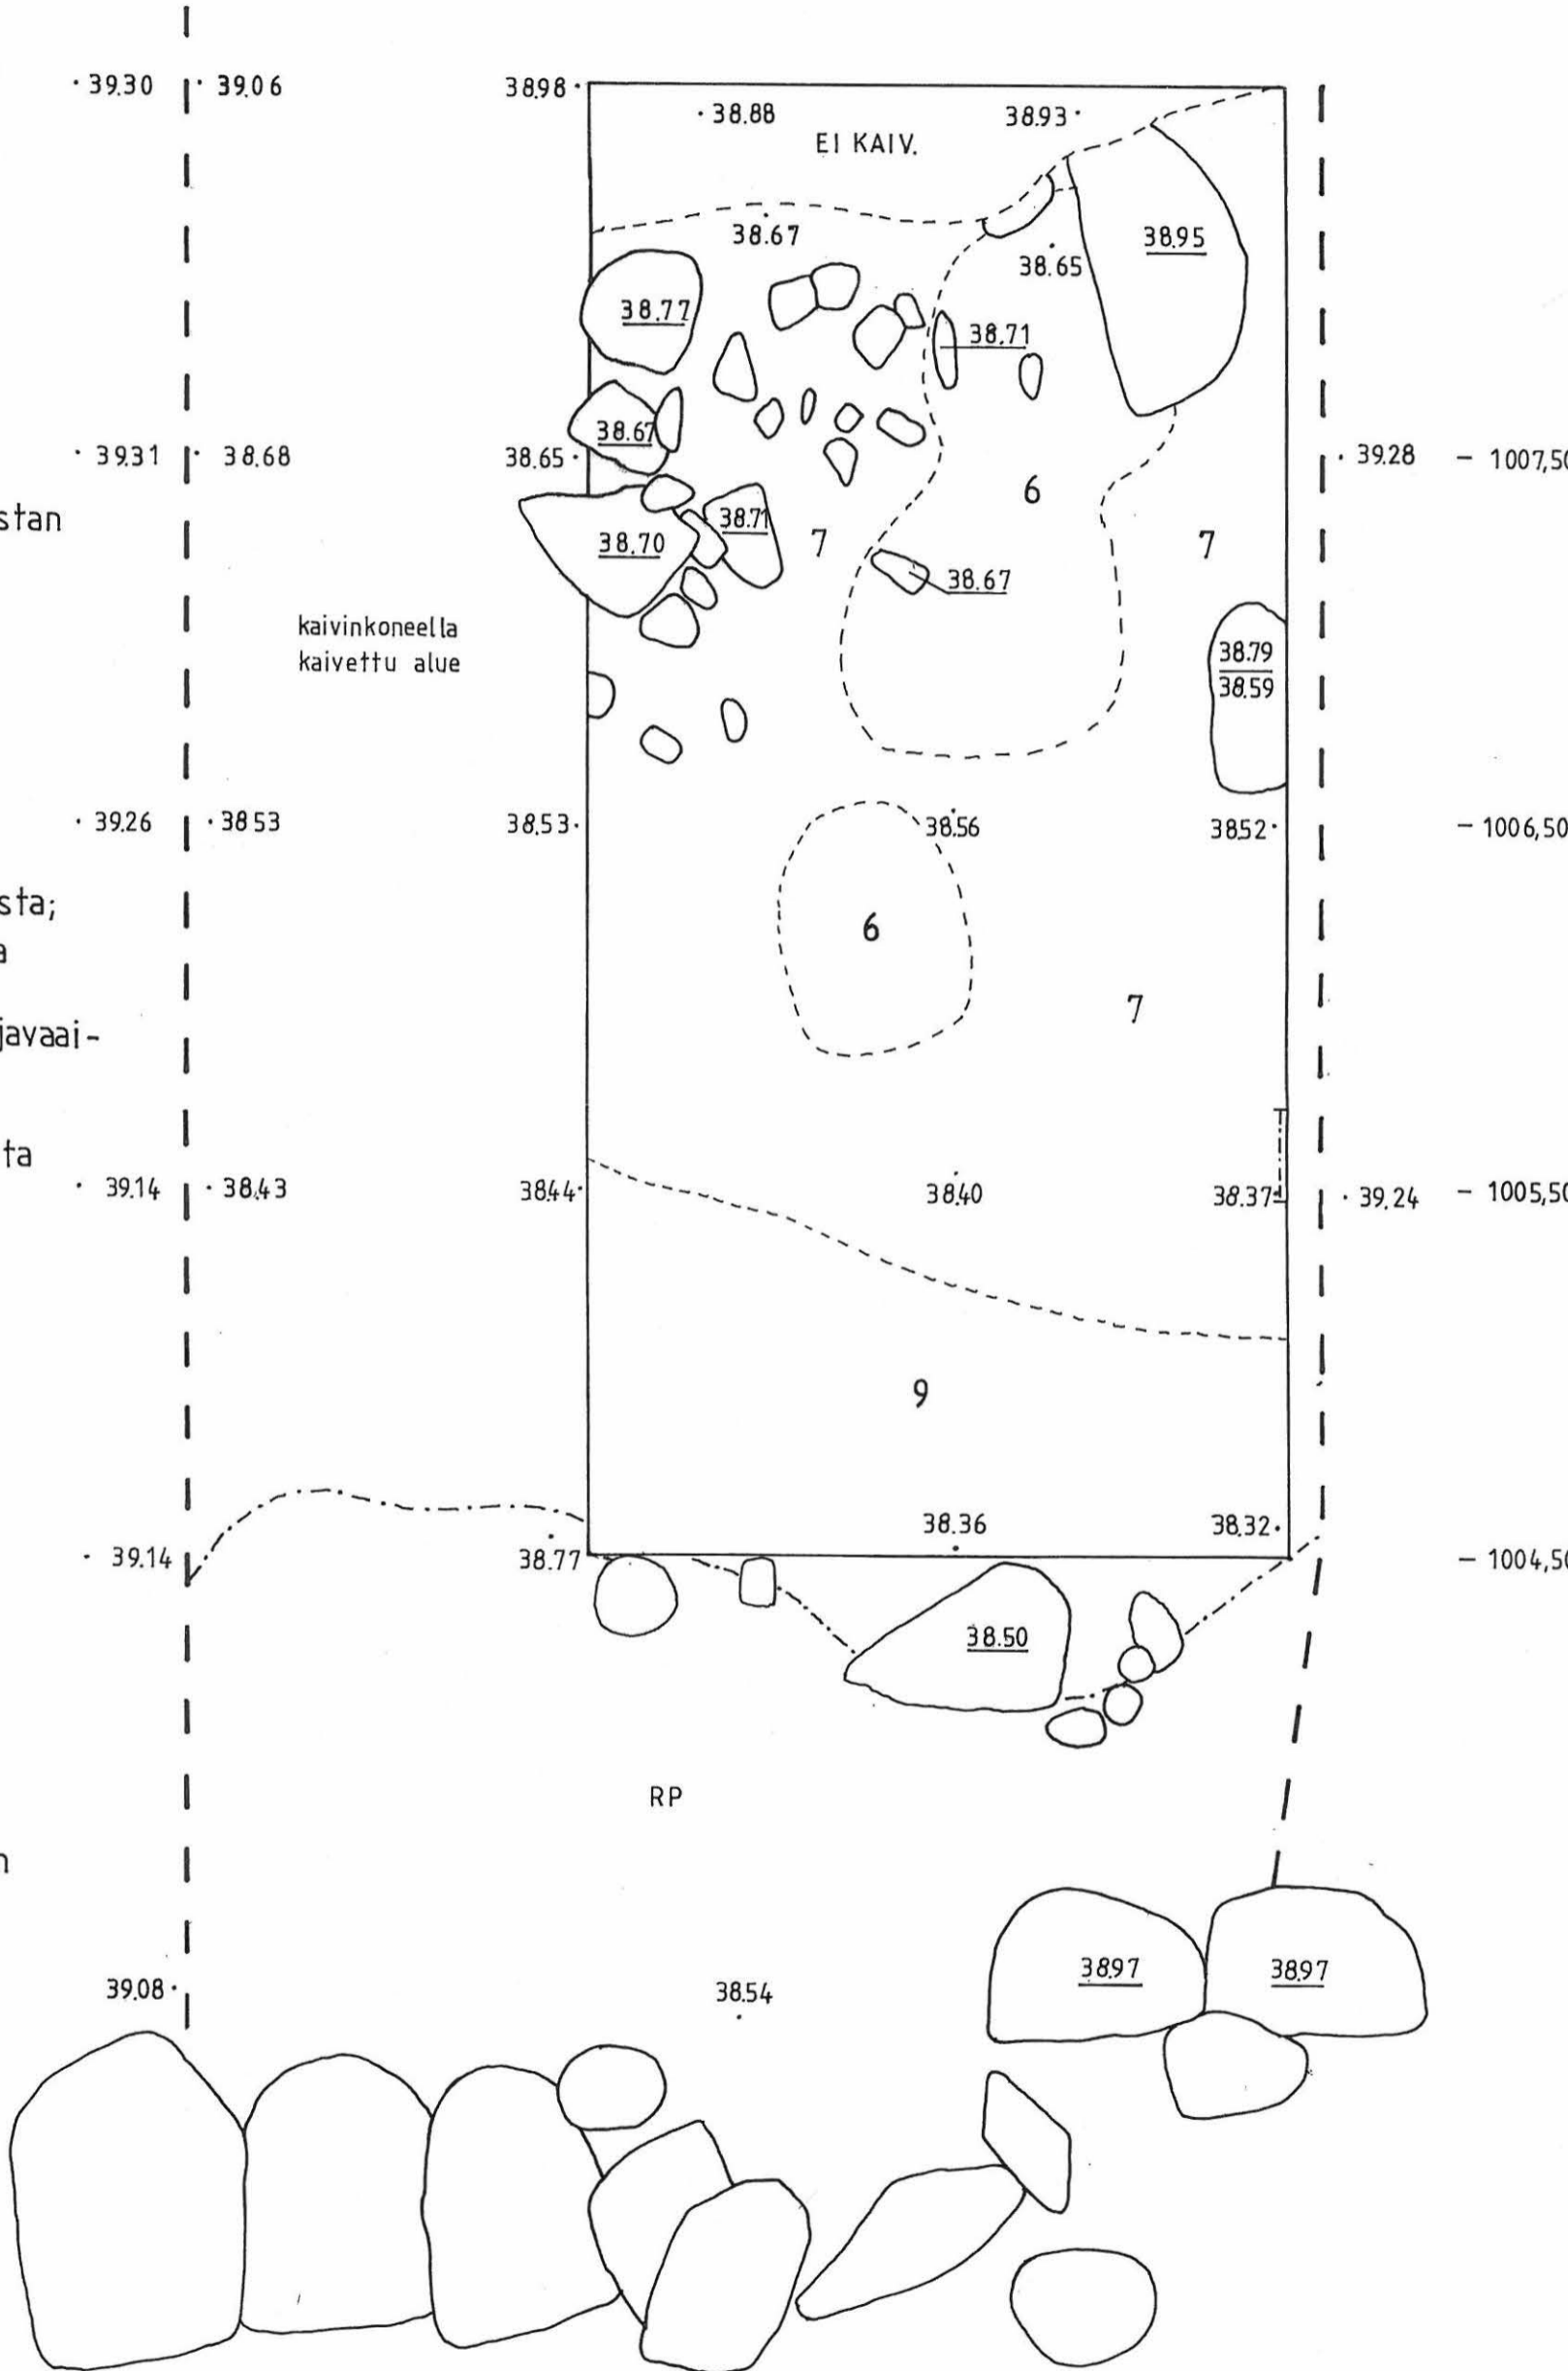 39.30 39.06 38.98
38.88 38.93
EI KAIV.
38.67 38.95
38.65
38.77
38.71
38.67
39.31 38.68 38.65 39.28 – 1007,50
6
stan
38.71
38.70 7 7
38.67
kaivinkoneella
kaivettu alue
38.79
38.59
39.26 38.53 38.53 38.56 38.52 – 1006,50
sta;
6
a
7
javaai-
ta
39.14 38.43 38.44 38.40 38.37 39.24 – 1005,50
9
38.36 38.32
39.14 38.77 – 1004,50
38.50
RP
n
38.97 38.97
39.08 38.54